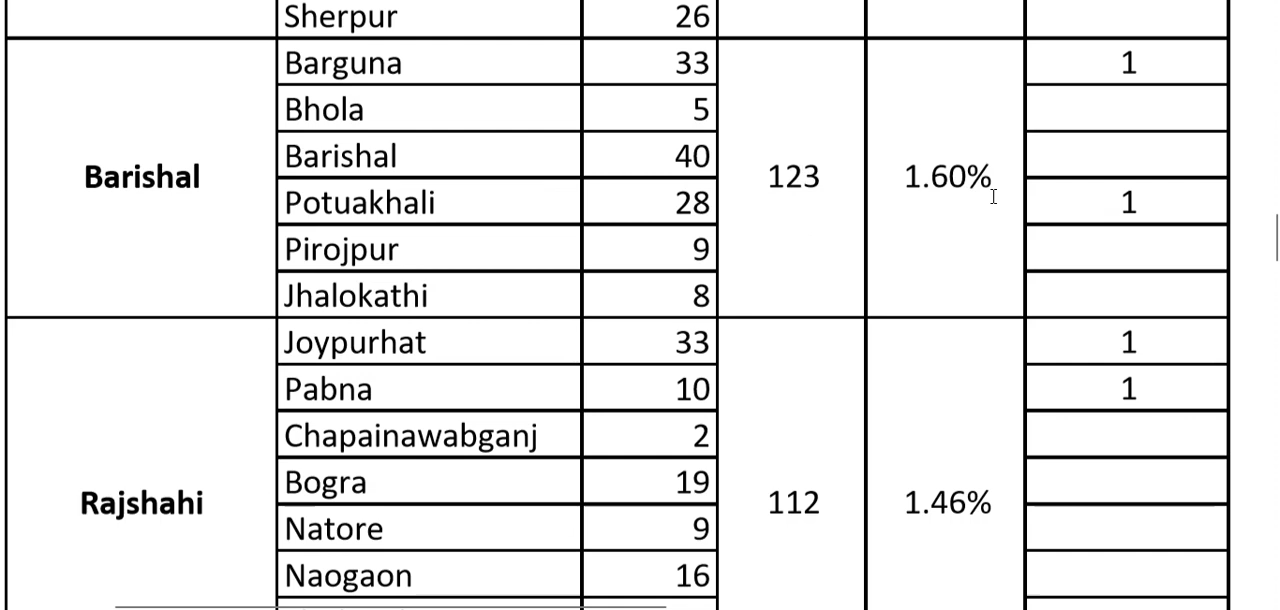 Sherpur 26
Barguna 33 1
Bhola 5
Barishal 40
Barishal 123 1.60%
Potuakhali 28 1
Pirojpur 9
Jhalokathi 8
Joypurhat 33 1
Pabna 10 1
Chapainawabganj 2
Bogra 19
Rajshahi 112 1.46%
Natore 9
Naogaon 16